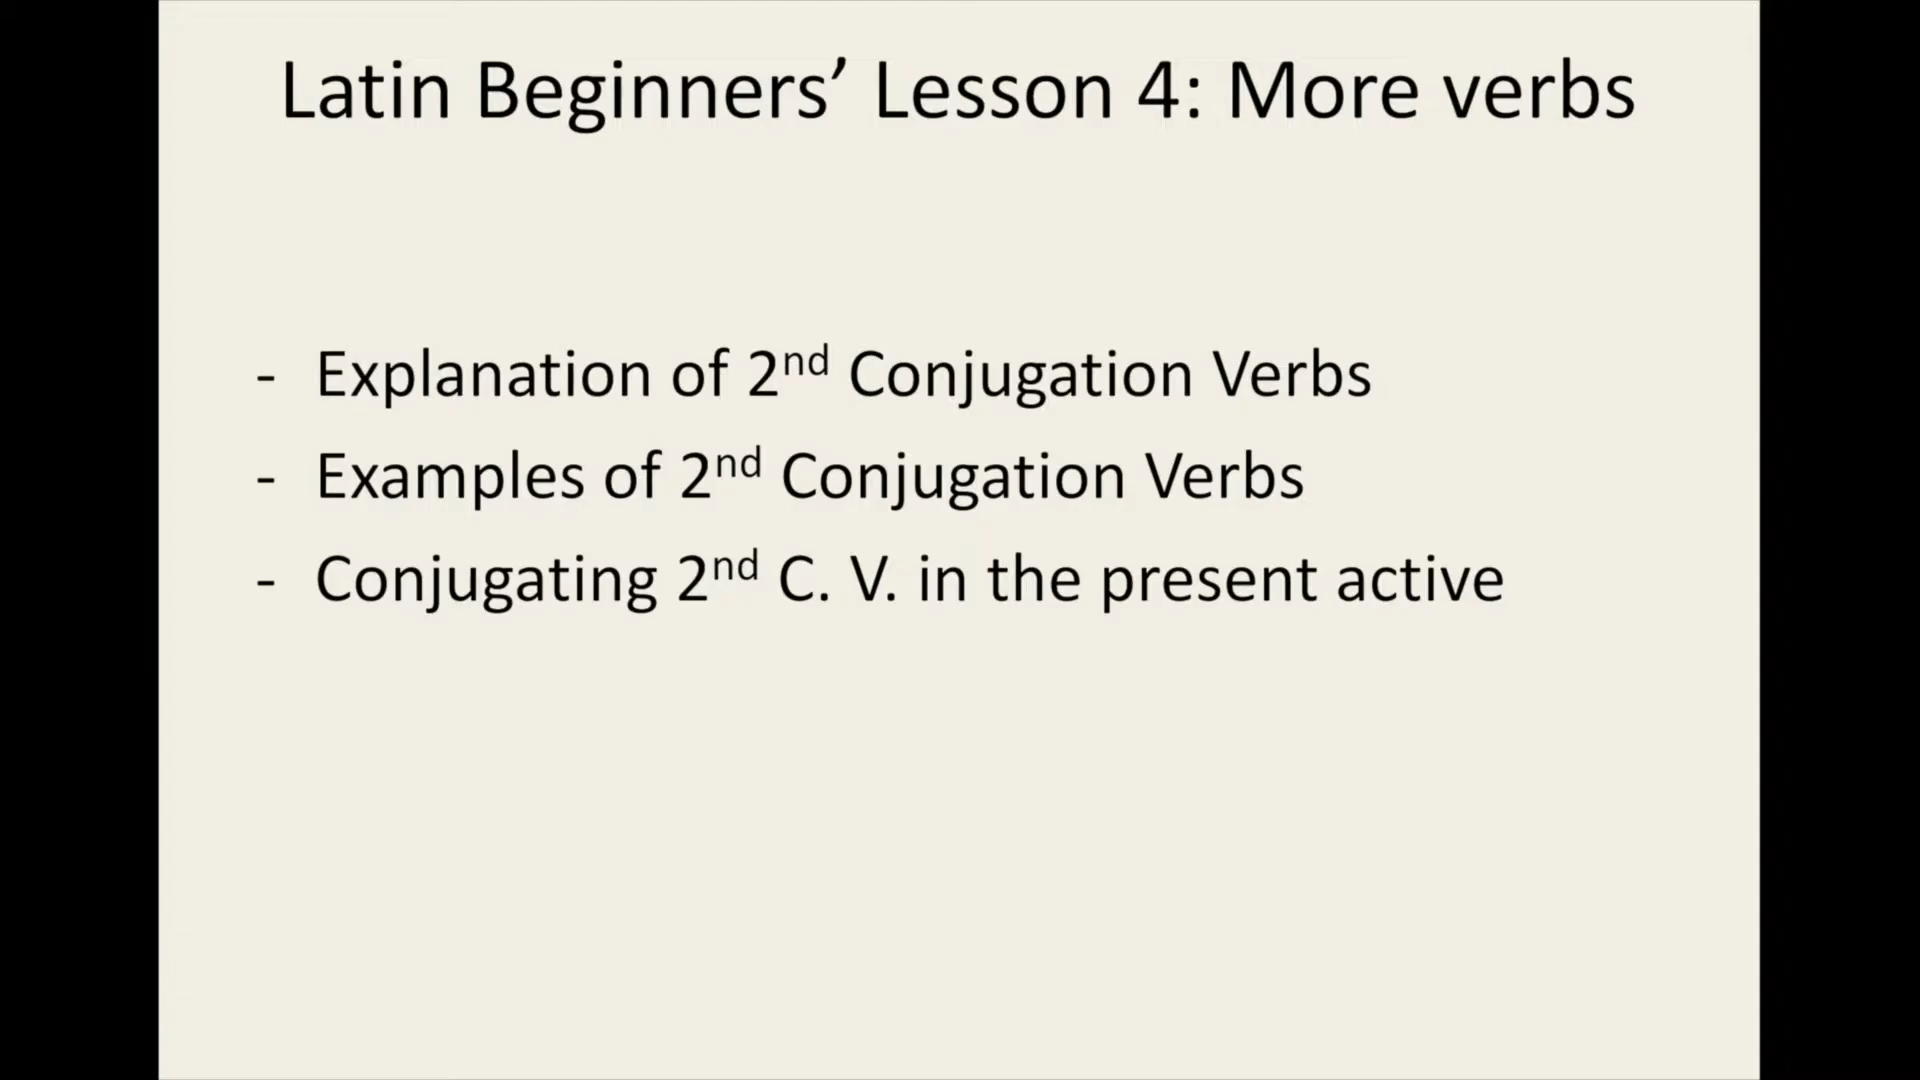 Latin Beginners’ Lesson 4: More verbs
- Explanation of 2nd Conjugation Verbs
- Examples of 2nd Conjugation Verbs
- Conjugating 2nd C. V. in the present active